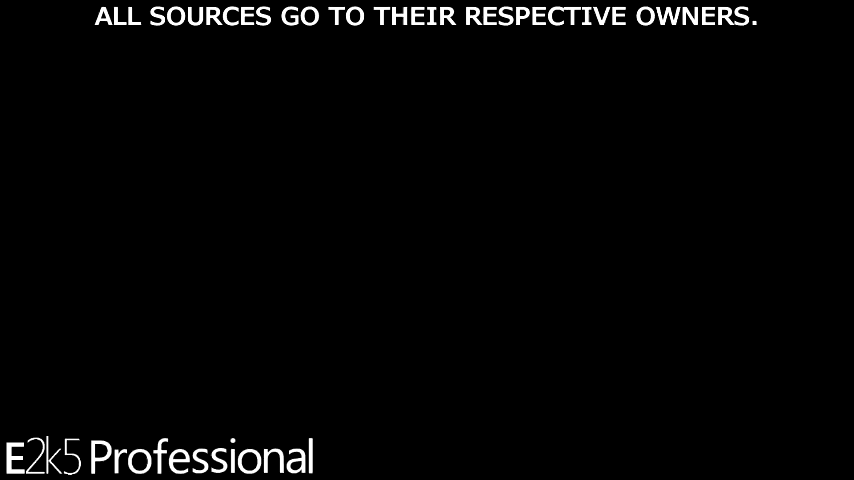 ALL SOURCES GO TO THEIR RESPECTIVE OWNERS.
E2k5 Professional